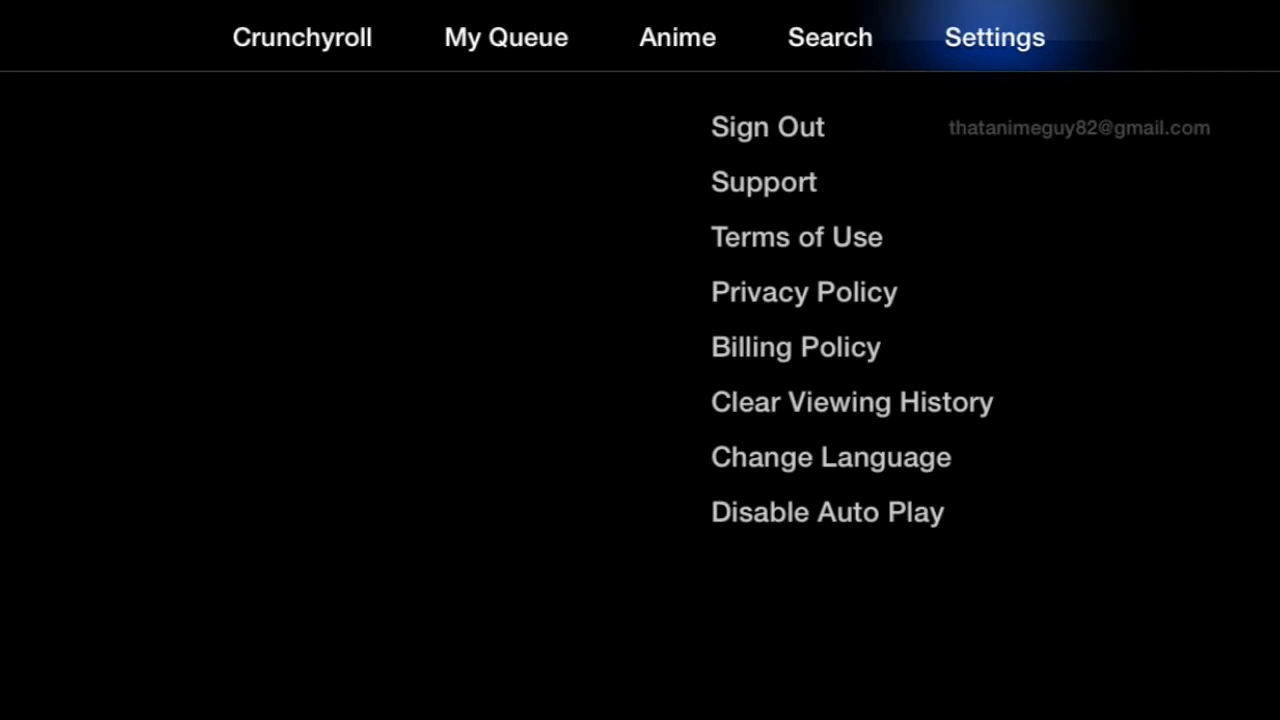 Crunchyroll My Queue Anime Search Settings
Sign Out thatanimeguy82@gmail.com
Support
Terms of Use
Privacy Policy
Billing Policy
Clear Viewing History
Change Language
Disable Auto Play